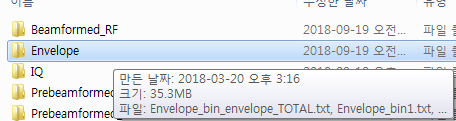 Beamformed_RF 2018-09-19 오전... 파일
Envelope 2018-09-19 오전... 파일 폴
IQ
만든 날짜: 2018-03-20 오후 3:16
Prebeamformed
크기: 35.3MB
Prebeamformed_
파일: Envelope_bin_envelope_TOTAL.txt, Envelope_bin1.txt, ...